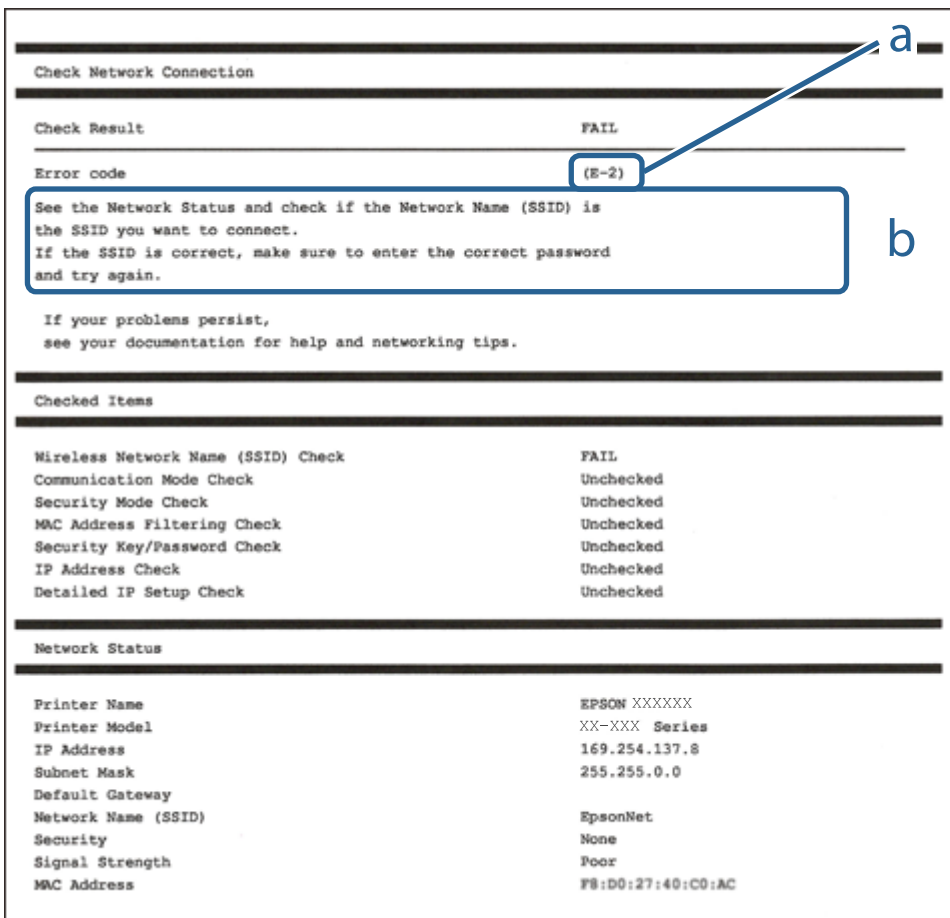 a
Check Network Connection
Check Result FAIL
Error code (E-2)
See the Network Status and check if the Network Name (SSID) is
the SSID you want to connect.
If the SSID is correct, make sure to enter the correct password
and try again.
b
If your problems persist,
see your documentation for help and networking tips.
Checked Items
Wireless Network Name (SSID) Check FAIL
Communication Mode Check Unchecked
Security Mode Check Unchecked
MAC Address Filtering Check Unchecked
Security Key/Password Check Unchecked
IP Address Check Unchecked
Detailed IP Setup Check Unchecked
Network Status
Printer Name EPSON XXXXXX
Printer Model XX-XXX Series
IP Address 169.254.137.8
Subnet Mask 255.255.0.0
Default Gateway
Network Name (SSID) EpsonNet
Security None
Signal Strength Poor
MAC Address F8:D0:27:40:C0:AC